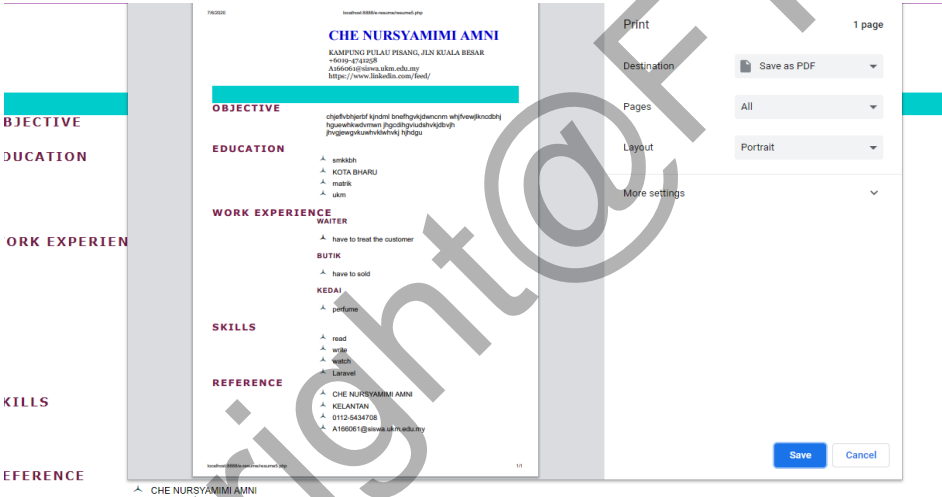 7/6/2020 localhost:8888/e-resume/resume5.php
CHE NURSYAMIMI AMNI
KAMPUNG PULAU PISANG, JLN KUALA BESAR
+6019-4741258
A166061@siswa.ukm.edu.my
https://www.linkedin.com/feed/
OBJECTIVE
chjefivbhjerbf kjndml bnefhgvkjdwncnm whjfvewjlkncdbhj
hguewhkwdvmwn jhgcdihgviudshvkjdbvjh
jhvgjewgvkuwhvklwhvkj hjhdgu
EDUCATION
smkkbh
KOTA BHARU
matrik
ukm
WORK EXPERIENCE
WAITER
have to treat the customer
BUTIK
have to sold
KEDAI
perfume
SKILLS
read
write
watch
Laravel
REFERENCE
CHE NURSYAMIMI AMNI
KELANTAN
0112-5434708
A166061@siswa.ukm.edu.my
localhost:8888/e-resume/resume5.php 1/1
Print 1 page
Destination Save as PDF
Pages All
Layout Portrait
More settings
Save Cancel
BJECTIVE
DUCATION
ORK EXPERIEN
KILLS
EFERENCE
CHE NURSYAMIMI AMNI
right@F